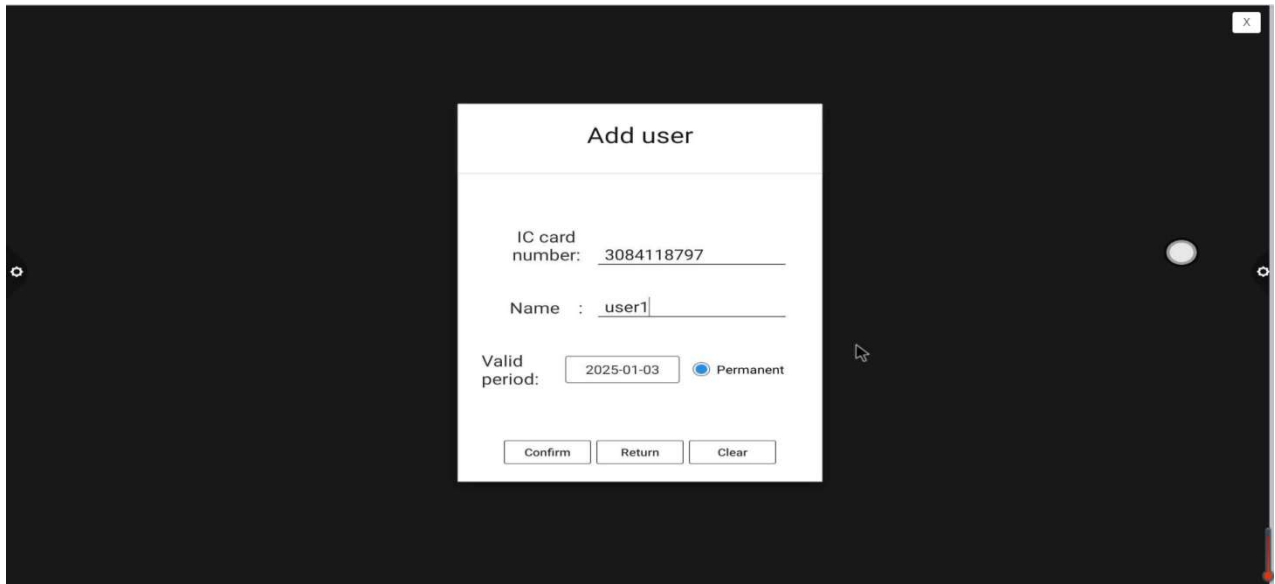 X
Add user
IC card
number: 3084118797
Name : user1
Valid
period: 2025-01-03 Permanent
Confirm Return Clear